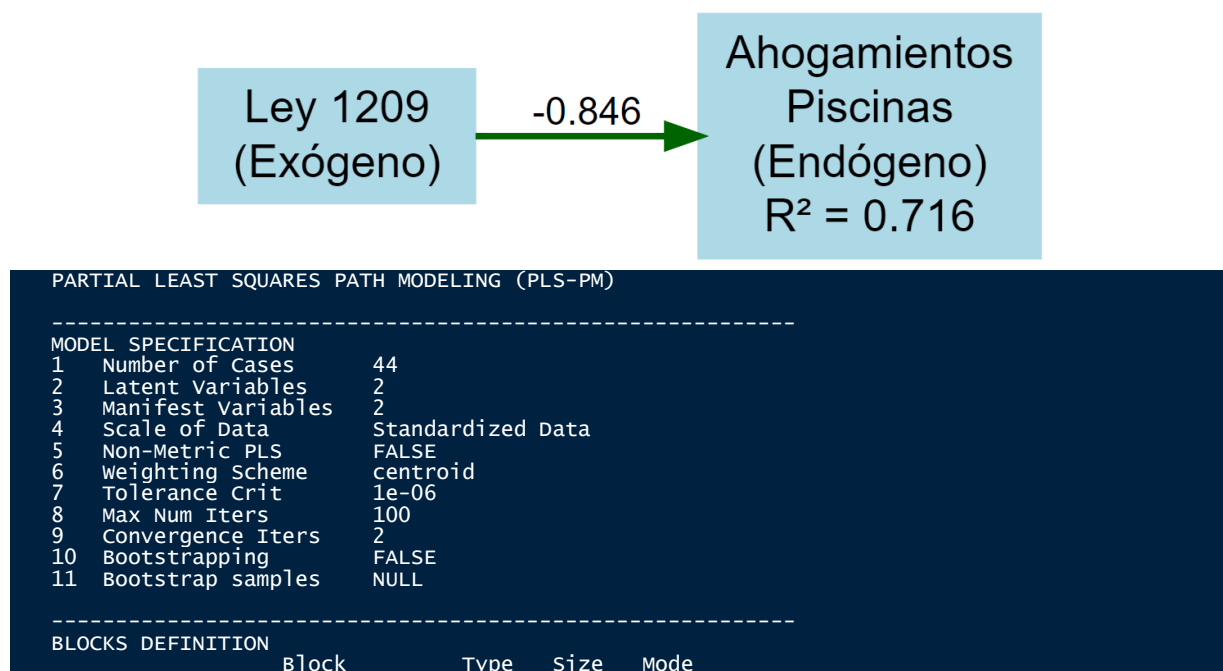 Ley 1209
(Exógeno)
-0.846
Ahogamientos
Piscinas
(Endógeno)
R² = 0.716
PARTIAL LEAST SQUARES PATH MODELING (PLS-PM)
----------------------------------------------------------
MODEL SPECIFICATION
1   Number of Cases      44
2   Latent Variables     2
3   Manifest Variables   2
4   Scale of Data        Standardized Data
5   Non-Metric PLS       FALSE
6   Weighting Scheme     centroid
7   Tolerance Crit       1e-06
8   Max Num Iters        100
9   Convergence Iters    2
10  Bootstrapping        FALSE
11  Bootstrap samples    NULL
----------------------------------------------------------
BLOCKS DEFINITION
Block         Type   Size   Mode